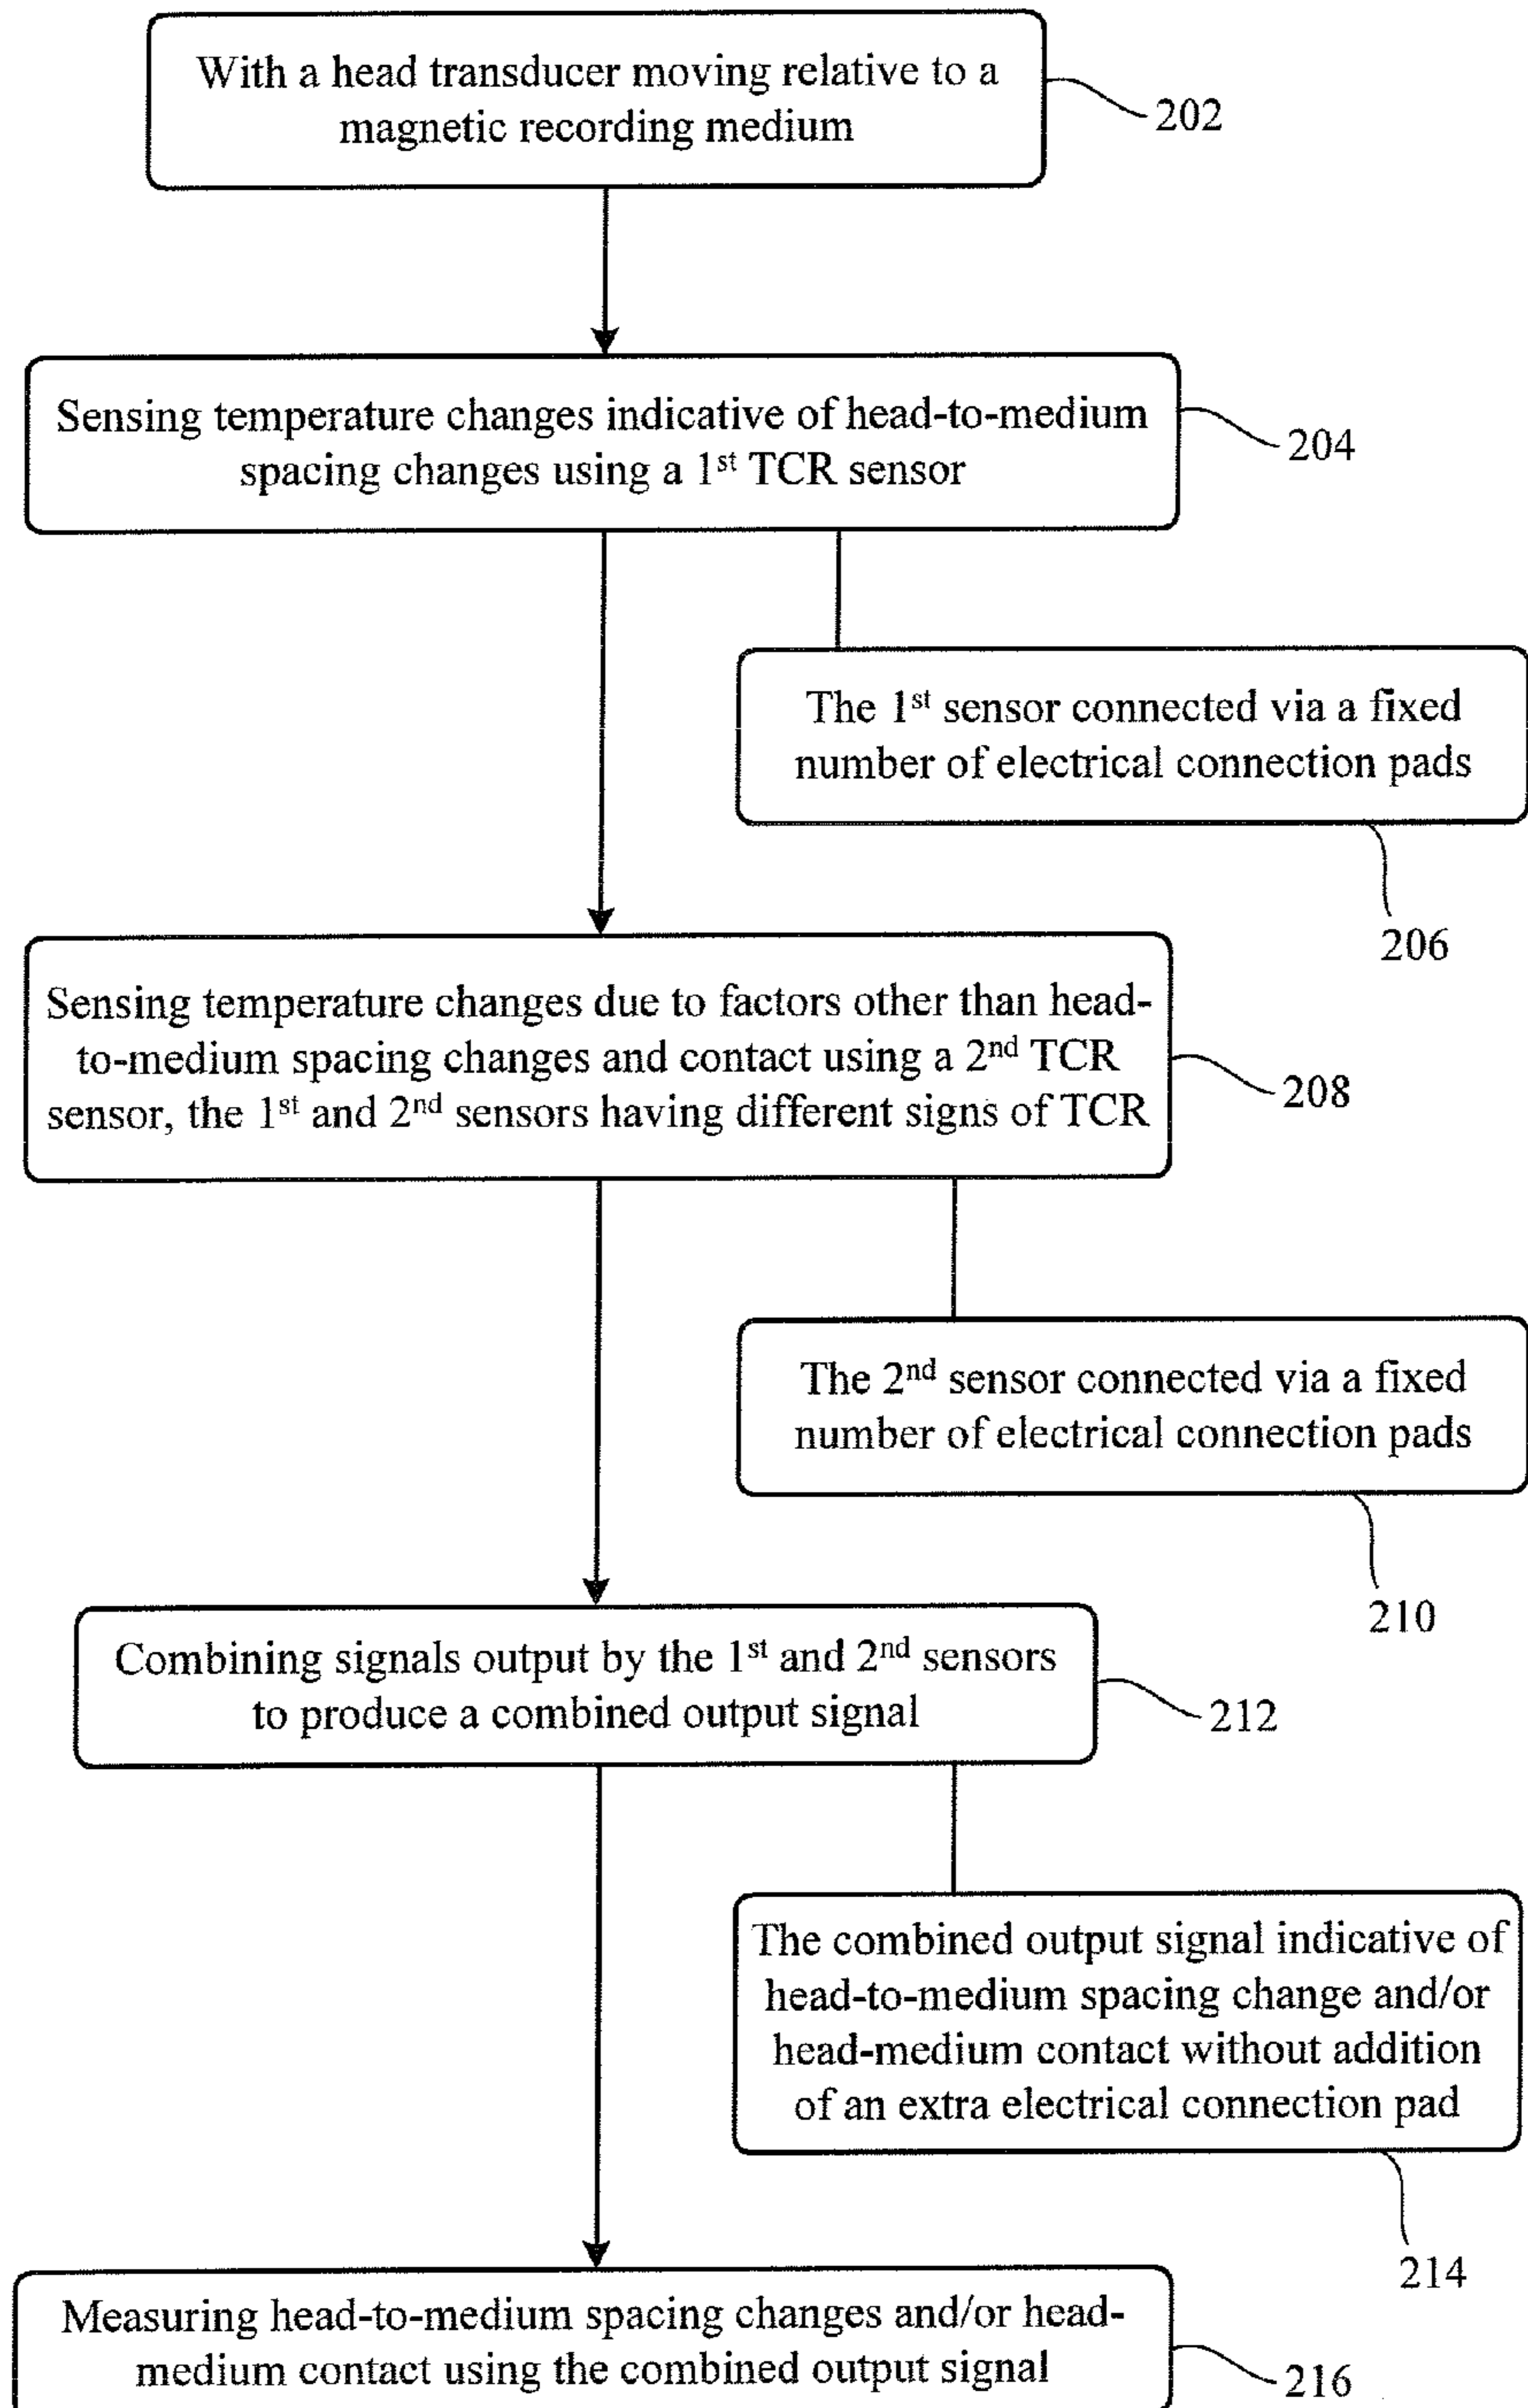 With a head transducer moving relative to a
magnetic recording medium
202
Sensing temperature changes indicative of head-to-medium
spacing changes using a 1st TCR sensor
204
The 1st sensor connected via a fixed
number of electrical connection pads
206
Sensing temperature changes due to factors other than head-
to-medium spacing changes and contact using a 2nd TCR
sensor, the 1st and 2nd sensors having different signs of TCR
208
The 2nd sensor connected via a fixed
number of electrical connection pads
210
Combining signals output by the 1st and 2nd sensors
to produce a combined output signal
212
The combined output signal indicative of
head-to-medium spacing change and/or
head-medium contact without addition
of an extra electrical connection pad
214
Measuring head-to-medium spacing changes and/or head-
medium contact using the combined output signal
216